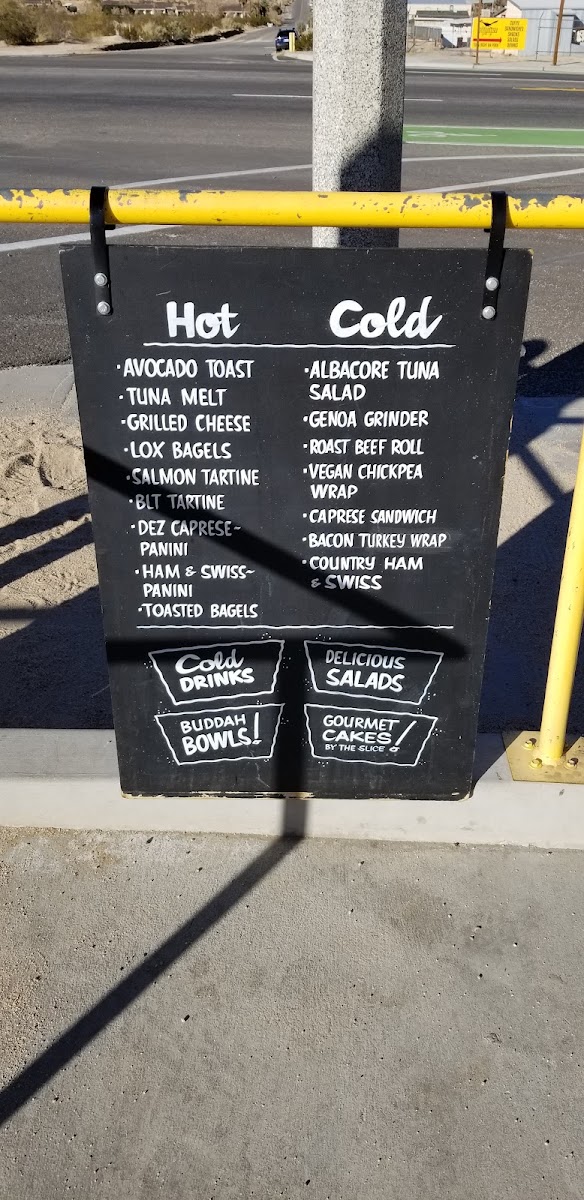 Hot
·AVOCADO TOAST
·TUNA MELT
·GRILLED CHEESE
·LOX BAGELS
·SALMON TARTINE
·BLT TARTINE
·DEZ CAPRESE~
PANINI
·HAM & SWISS~
PANINI
·TOASTED BAGELS
Cold
·ALBACORE TUNA
SALAD
·GENOA GRINDER
·ROAST BEEF ROLL
·VEGAN CHICKPEA
WRAP
·CAPRESE SANDWICH
·BACON TURKEY WRAP
·COUNTRY HAM
& SWISS
Cold
DRINKS
DELICIOUS
SALADS
BUDDAH
BOWLS!
GOURMET
CAKES!
BY THE SLICE